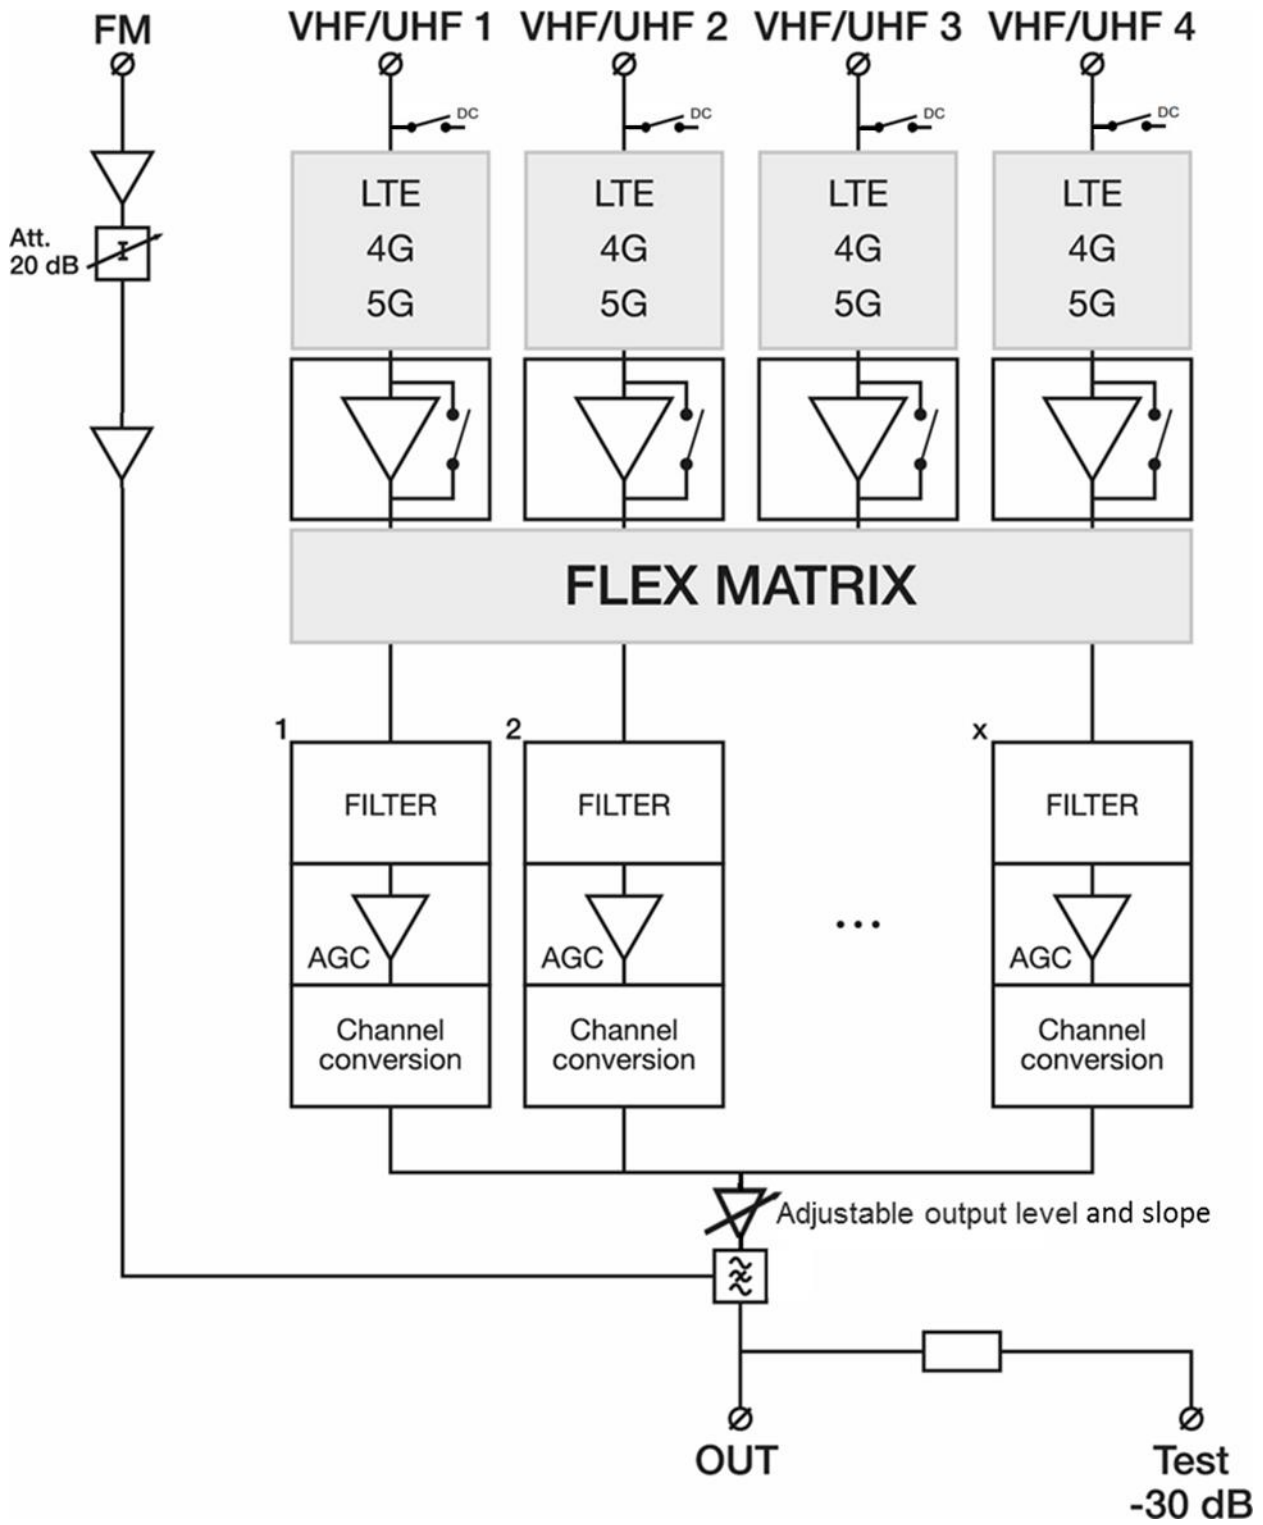 FM
VHF/UHF 1
VHF/UHF 2
VHF/UHF 3
VHF/UHF 4
DC
DC
DC
DC
Att.
20 dB
I
LTE
4G
5G
LTE
4G
5G
LTE
4G
5G
LTE
4G
5G
FLEX MATRIX
1
FILTER
AGC
Channel
conversion
2
FILTER
AGC
Channel
conversion
...
x
FILTER
AGC
Channel
conversion
Adjustable output level and slope
OUT
Test
-30 dB